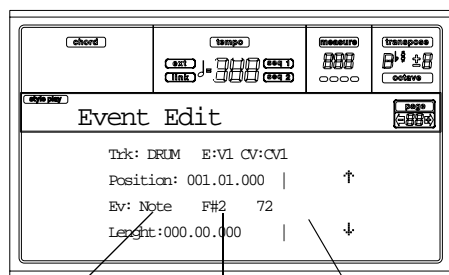 chord tempo measure transpose
ext seq 1
link seq 2
octave
style play
page
Event Edit
Trk: DRUM E:V1 CV:CV1
Position: 001.01.000 |
Ev: Note F#2 72
Lenght:000.00.000 |